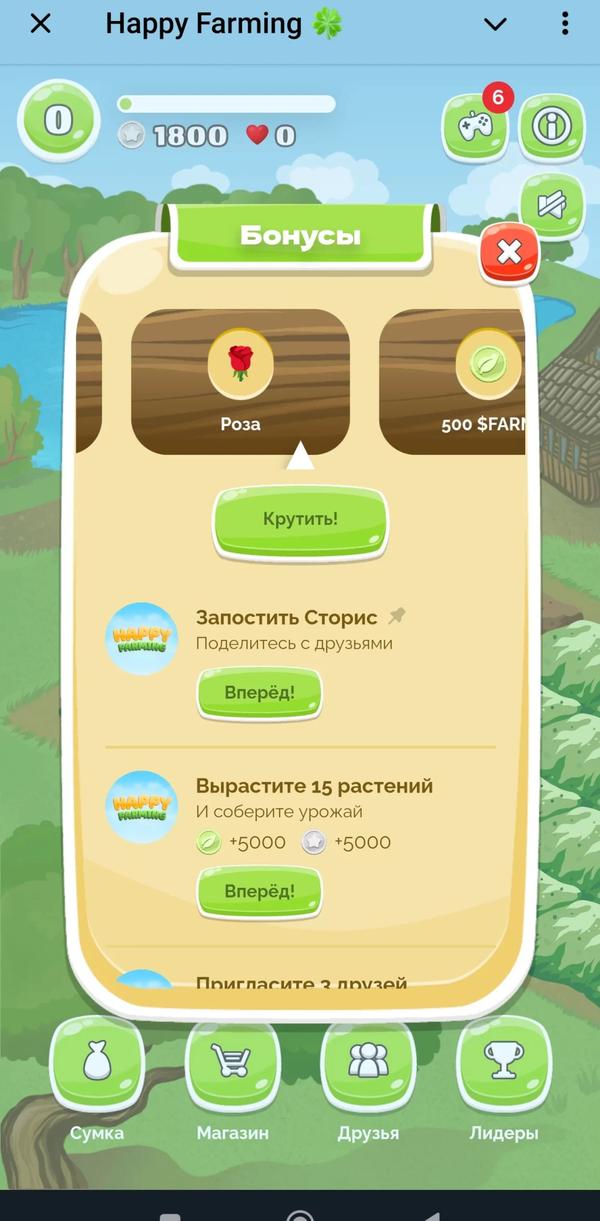 Happy Farming 🍀
0
1800 0
6
Бонусы
Роза
500 $FARM
Крутить!
HAPPY
FARMING
Запостить Сторис
Поделитесь с друзьями
Вперёд!
HAPPY
FARMING
Вырастите 15 растений
И соберите урожай
+5000 +5000
Вперёд!
Пригласите 3 друзей
Сумка
Магазин
Друзья
Лидеры